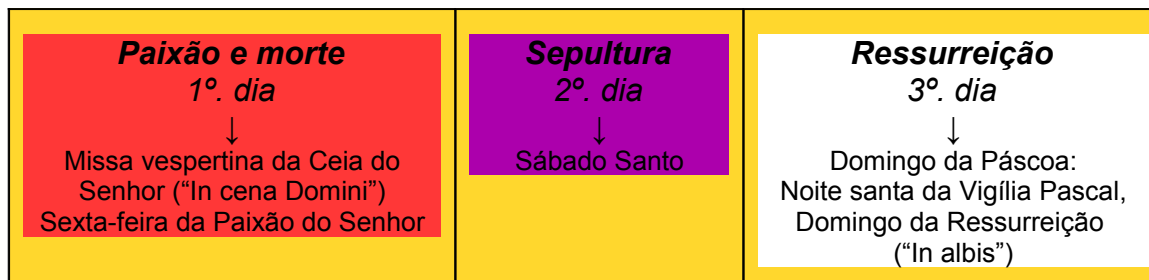 Paixão e morte
1º. dia
↓
Missa vespertina da Ceia do
Senhor (“In cena Domini”)
Sexta-feira da Paixão do Senhor
Sepultura
2º. dia
↓
Sábado Santo
Ressurreição
3º. dia
↓
Domingo da Páscoa:
Noite santa da Vigília Pascal,
Domingo da Ressurreição
(“In albis”)